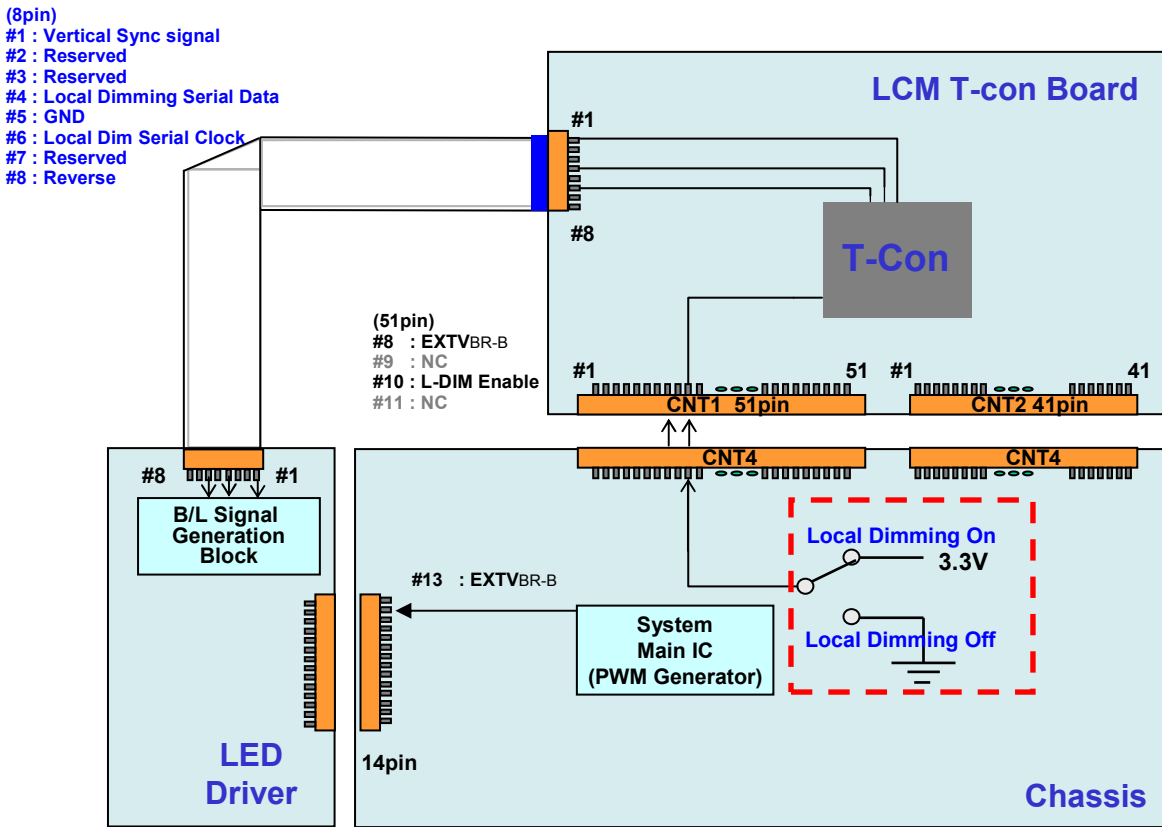 (8pin)
#1 : Vertical Sync signal
#2 : Reserved
#3 : Reserved
#4 : Local Dimming Serial Data
#5 : GND
#6 : Local Dim Serial Clock
#7 : Reserved
#8 : Reverse
LCM T-con Board
#1
#8
T-Con
(51pin)
#8 : EXTVBR-B
#9 : NC
#10 : L-DIM Enable
#11 : NC
#1
51
#1
41
CNT1 51pin
CNT2 41pin
CNT4
CNT4
#8
#1
B/L Signal
Generation
Block
Local Dimming On
3.3V
#13 : EXTVBR-B
System
Main IC
(PWM Generator)
Local Dimming Off
LED
Driver
14pin
Chassis